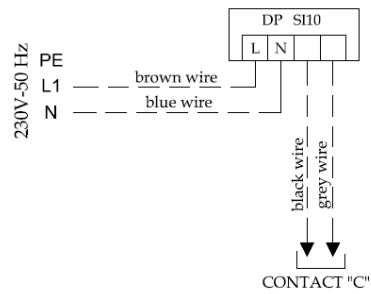 DP SI10
L N
230V-50 Hz
PE
L1
N
brown wire
blue wire
black wire
grey wire
CONTACT "C"